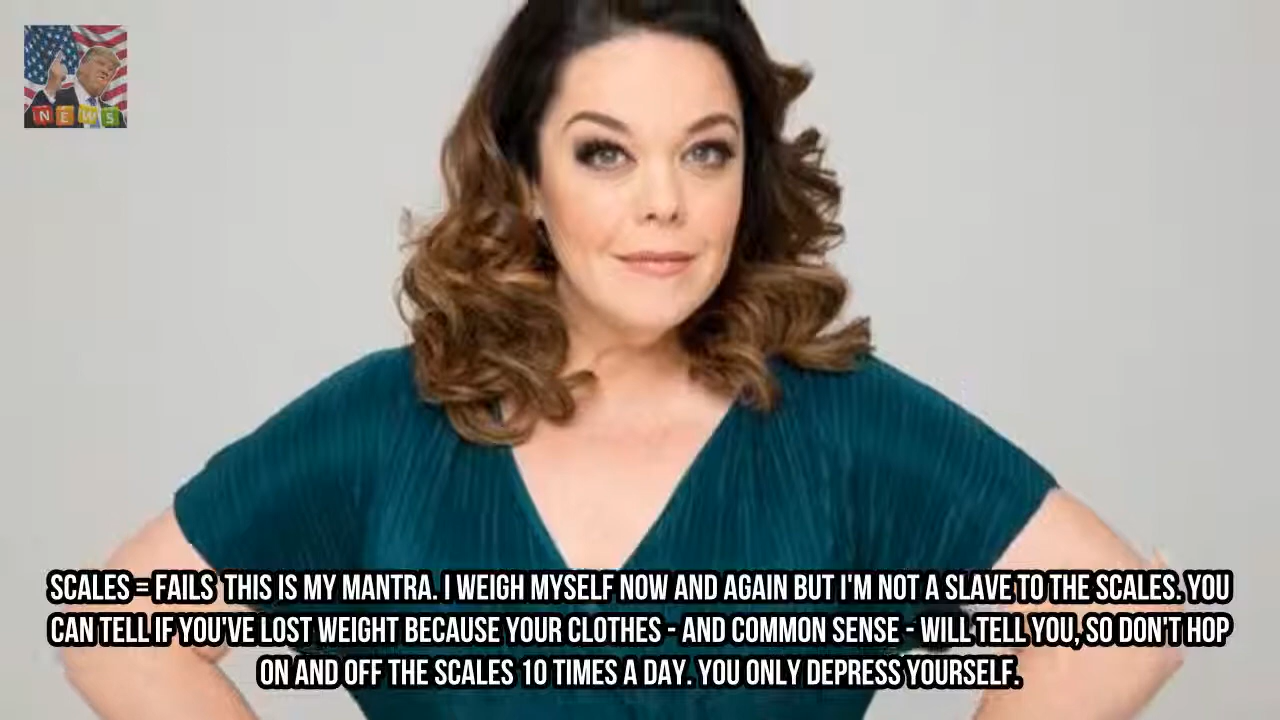 NEWS
SCALES = FAILS THIS IS MY MANTRA. I WEIGH MYSELF NOW AND AGAIN BUT I'M NOT A SLAVE TO THE SCALES. YOU
CAN TELL IF YOU'VE LOST WEIGHT BECAUSE YOUR CLOTHES - AND COMMON SENSE - WILL TELL YOU, SO DON'T HOP
ON AND OFF THE SCALES 10 TIMES A DAY. YOU ONLY DEPRESS YOURSELF.